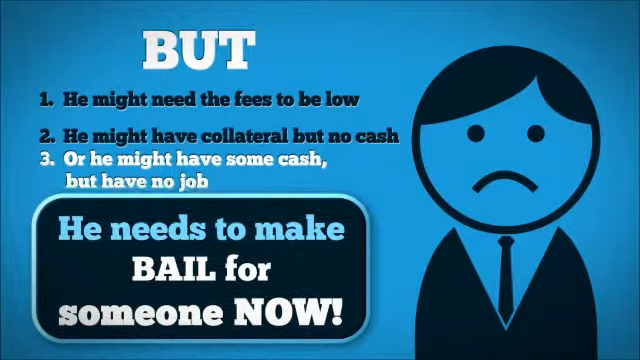 BUT
1. He might need the fees to be low
2. He might have collateral but no cash
3. Or he might have some cash,
but have no job
He needs to make
BAIL for
someone NOW!